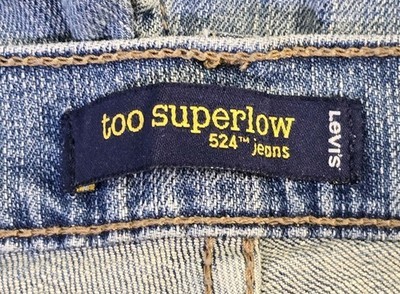 too superlow
524™ jeans
LEVI'S